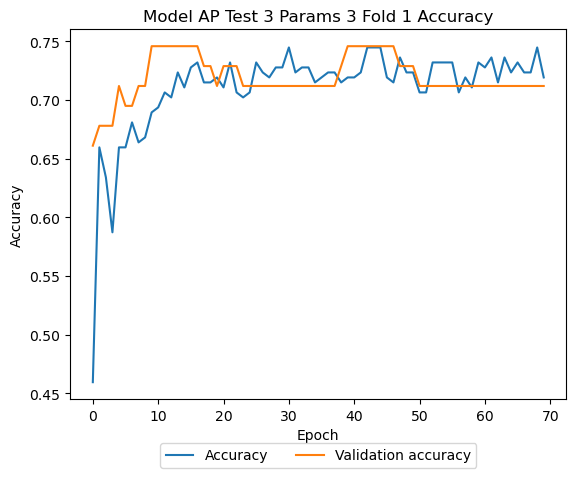 Model AP Test 3 Params 3 Fold 1 Accuracy
0.75
0.70
0.65
0.60
0.55
0.50
0.45
Accuracy
0 10 20 30 40 50 60 70
Epoch
Accuracy Validation accuracy